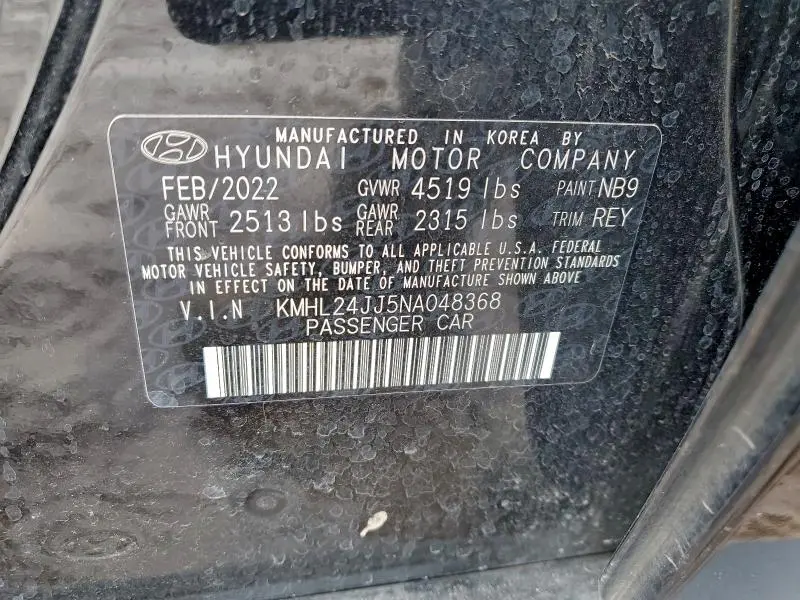 MANUFACTURED IN KOREA BY
HYUNDAI MOTOR COMPANY
FEB/2022 GVWR 4519 lbs PAINT NB9
GAWR FRONT 2513 lbs GAWR REAR 2315 lbs TRIM REY
THIS VEHICLE CONFORMS TO ALL APPLICABLE U.S.A. FEDERAL
MOTOR VEHICLE SAFETY, BUMPER, AND THEFT PREVENTION STANDARDS
IN EFFECT ON THE DATE OF MANUFACTURE SHOWN ABOVE.
V.I.N KMHL24JJ5NA048368
PASSENGER CAR